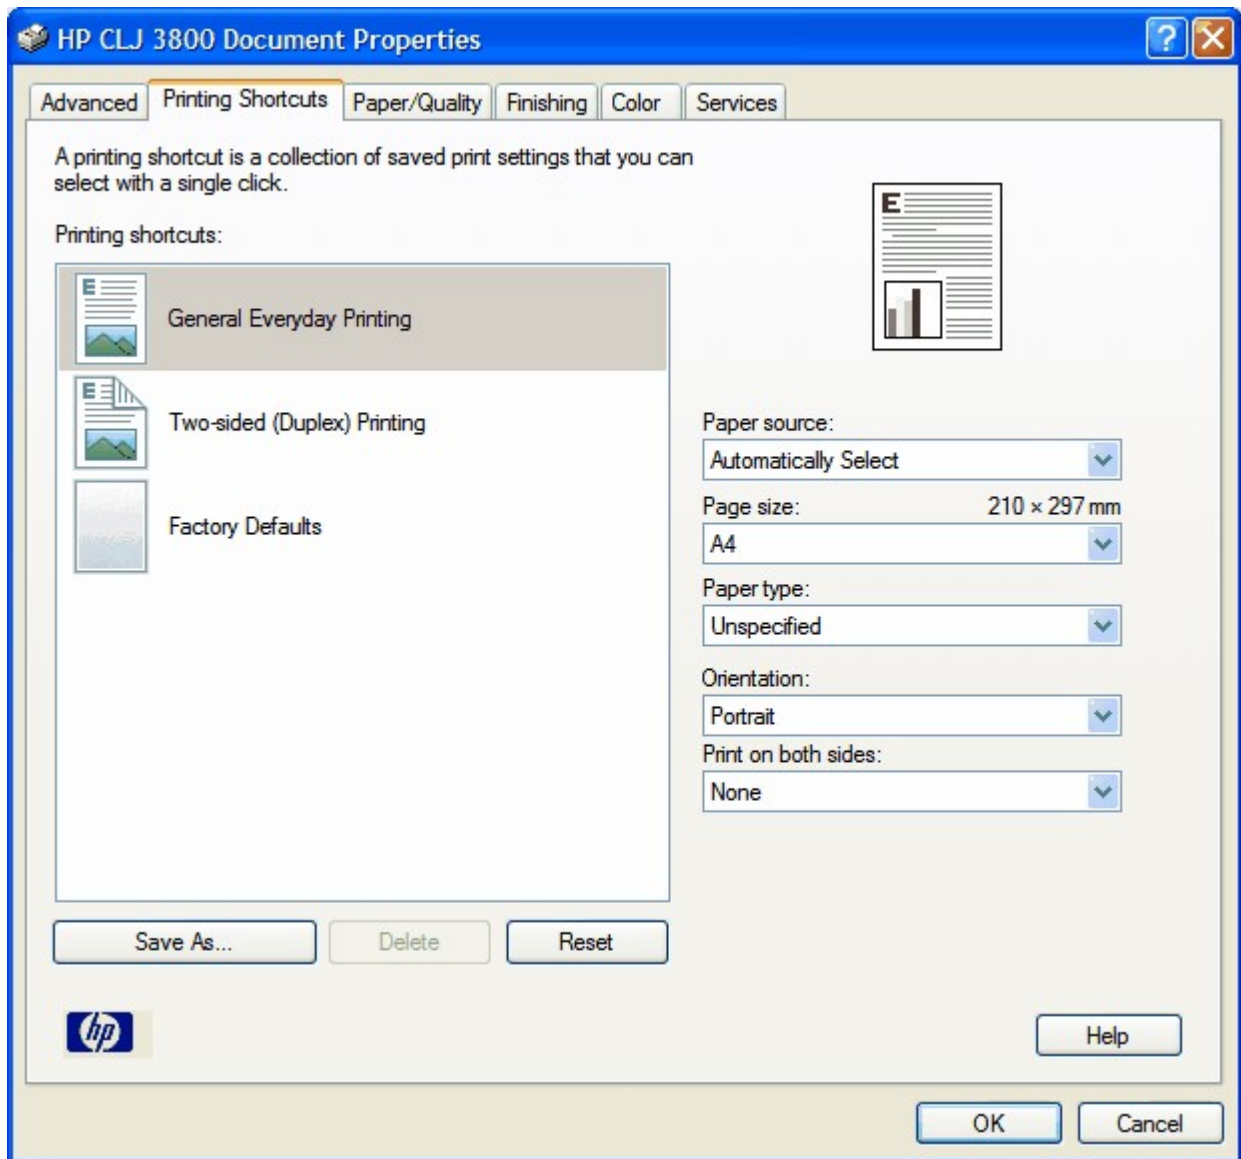 HP CLJ 3800 Document Properties
Advanced Printing Shortcuts Paper/Quality Finishing Color Services
A printing shortcut is a collection of saved print settings that you can
select with a single click.
Printing shortcuts:
E
General Everyday Printing
E
Two-sided (Duplex) Printing
Factory Defaults
Save As... Delete Reset
E
Paper source:
Automatically Select
Page size: 210 × 297 mm
A4
Paper type:
Unspecified
Orientation:
Portrait
Print on both sides:
None
hp
Help
OK Cancel